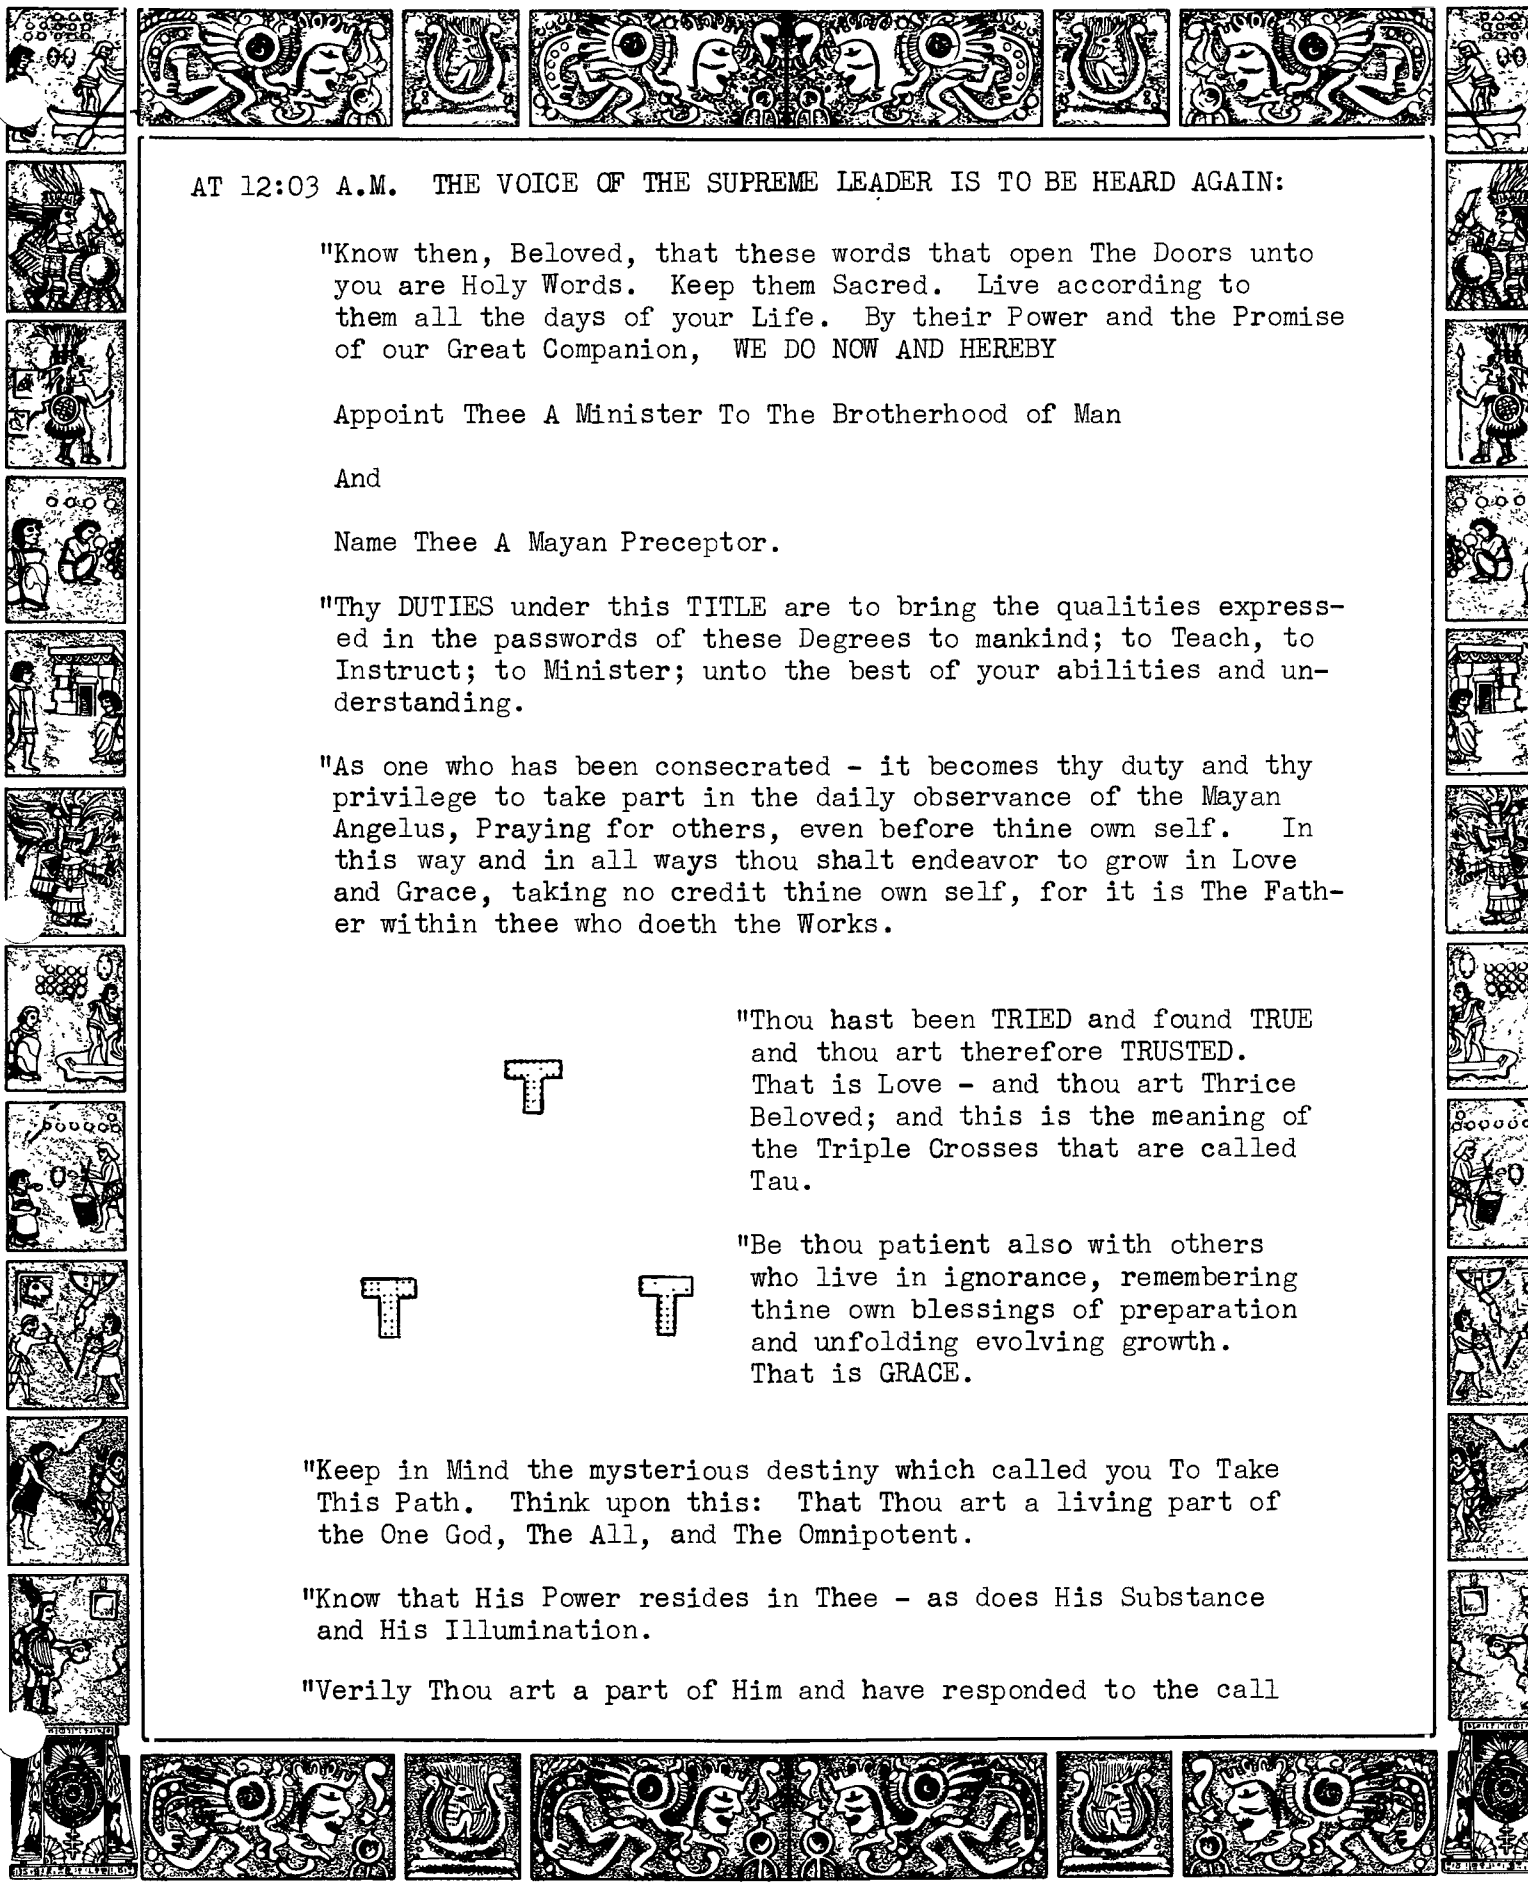 AT 12:03 A.M. THE VOICE OF THE SUPREME LEADER IS TO BE HEARD AGAIN:
"Know then, Beloved, that these words that open The Doors unto
you are Holy Words. Keep them Sacred. Live according to
them all the days of your Life. By their Power and the Promise
of our Great Companion, WE DO NOW AND HEREBY
Appoint Thee A Minister To The Brotherhood of Man
And
Name Thee A Mayan Preceptor.
"Thy DUTIES under this TITLE are to bring the qualities express-
ed in the passwords of these Degrees to mankind; to Teach, to
Instruct; to Minister; unto the best of your abilities and un-
derstanding.
"As one who has been consecrated - it becomes thy duty and thy
privilege to take part in the daily observance of the Mayan
Angelus, Praying for others, even before thine own self. In
this way and in all ways thou shalt endeavor to grow in Love
and Grace, taking no credit thine own self, for it is The Fath-
er within thee who doeth the Works.
"Thou hast been TRIED and found TRUE
and thou art therefore TRUSTED.
That is Love - and thou art Thrice
Beloved; and this is the meaning of
the Triple Crosses that are called
Tau.
T
"Be thou patient also with others
who live in ignorance, remembering
thine own blessings of preparation
and unfolding evolving growth.
That is GRACE.
T T
"Keep in Mind the mysterious destiny which called you To Take
This Path. Think upon this: That Thou art a living part of
the One God, The All, and The Omnipotent.
"Know that His Power resides in Thee - as does His Substance
and His Illumination.
"Verily Thou art a part of Him and have responded to the call